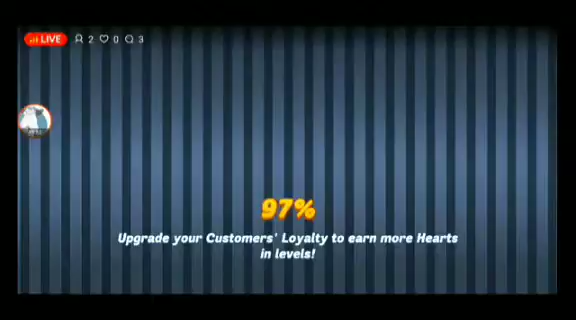 LIVE 2 0 3
97%
Upgrade your Customers' Loyalty to earn more Hearts
in levels!